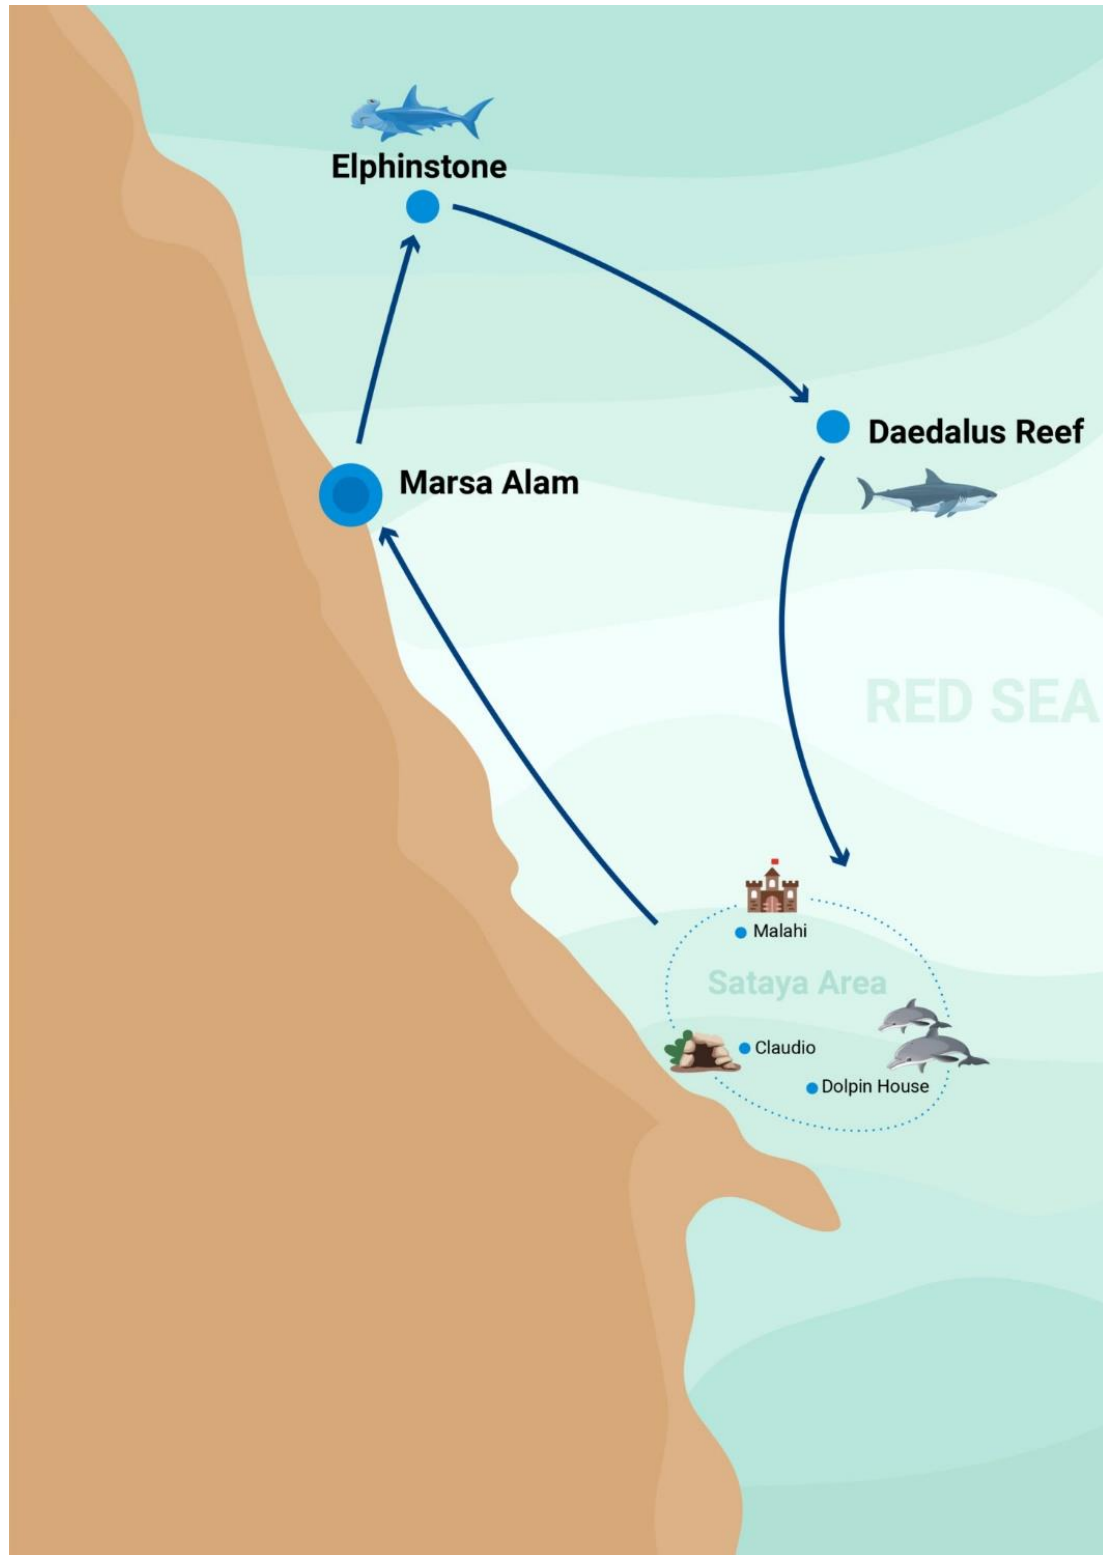 Elphinstone
Daedalus Reef
Marsa Alam
RED SEA
Malahi
Sataya Area
Claudio
Dolpin House